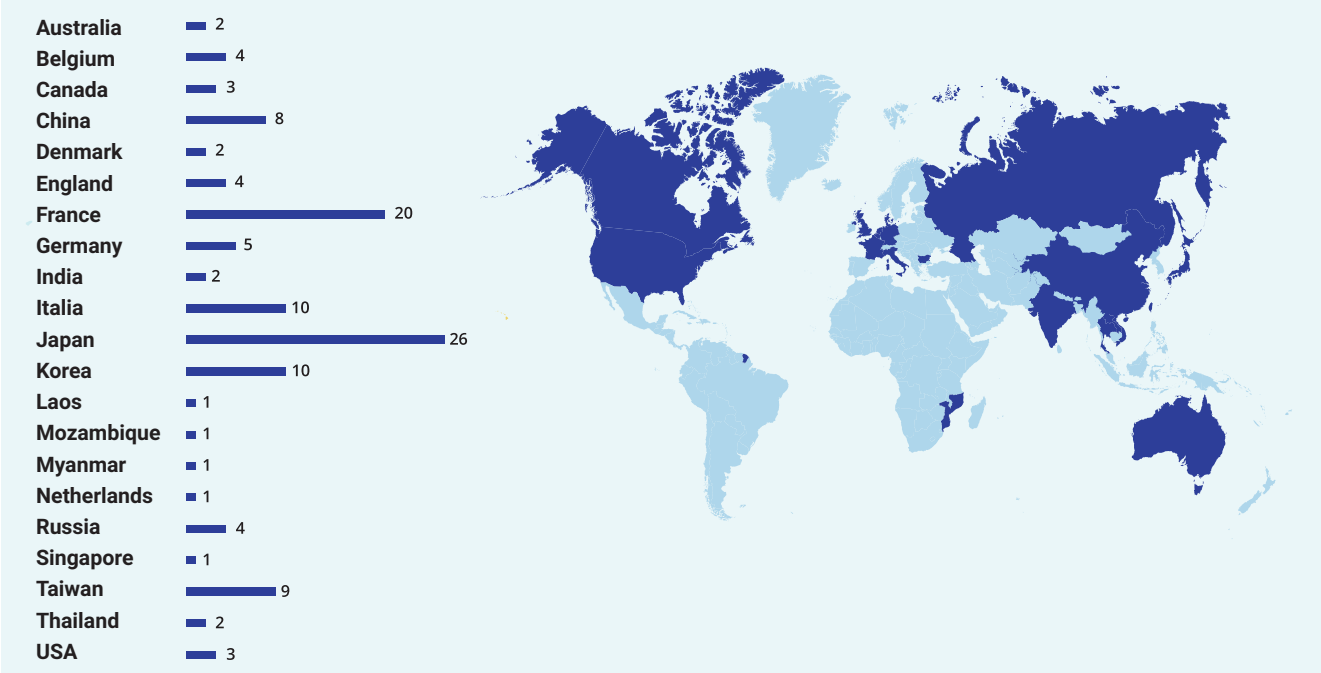 Australia 2
Belgium 4
Canada 3
China 8
Denmark 2
England 4
France 20
Germany 5
India 2
Italia 10
Japan 26
Korea 10
Laos 1
Mozambique 1
Myanmar 1
Netherlands 1
Russia 4
Singapore 1
Taiwan 9
Thailand 2
USA 3